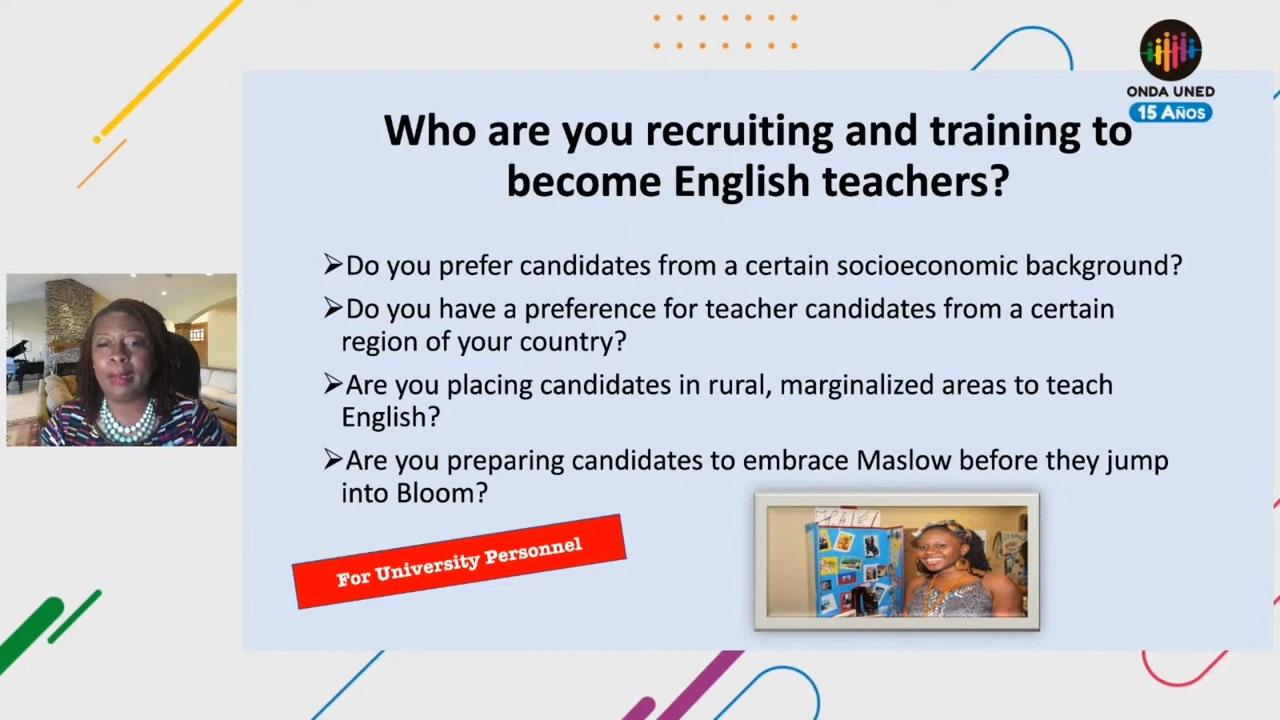 ONDA UNED
15 AÑOS
Who are you recruiting and training to
become English teachers?
➢Do you prefer candidates from a certain socioeconomic background?
➢Do you have a preference for teacher candidates from a certain
region of your country?
➢Are you placing candidates in rural, marginalized areas to teach
English?
➢Are you preparing candidates to embrace Maslow before they jump
into Bloom?
For University Personnel